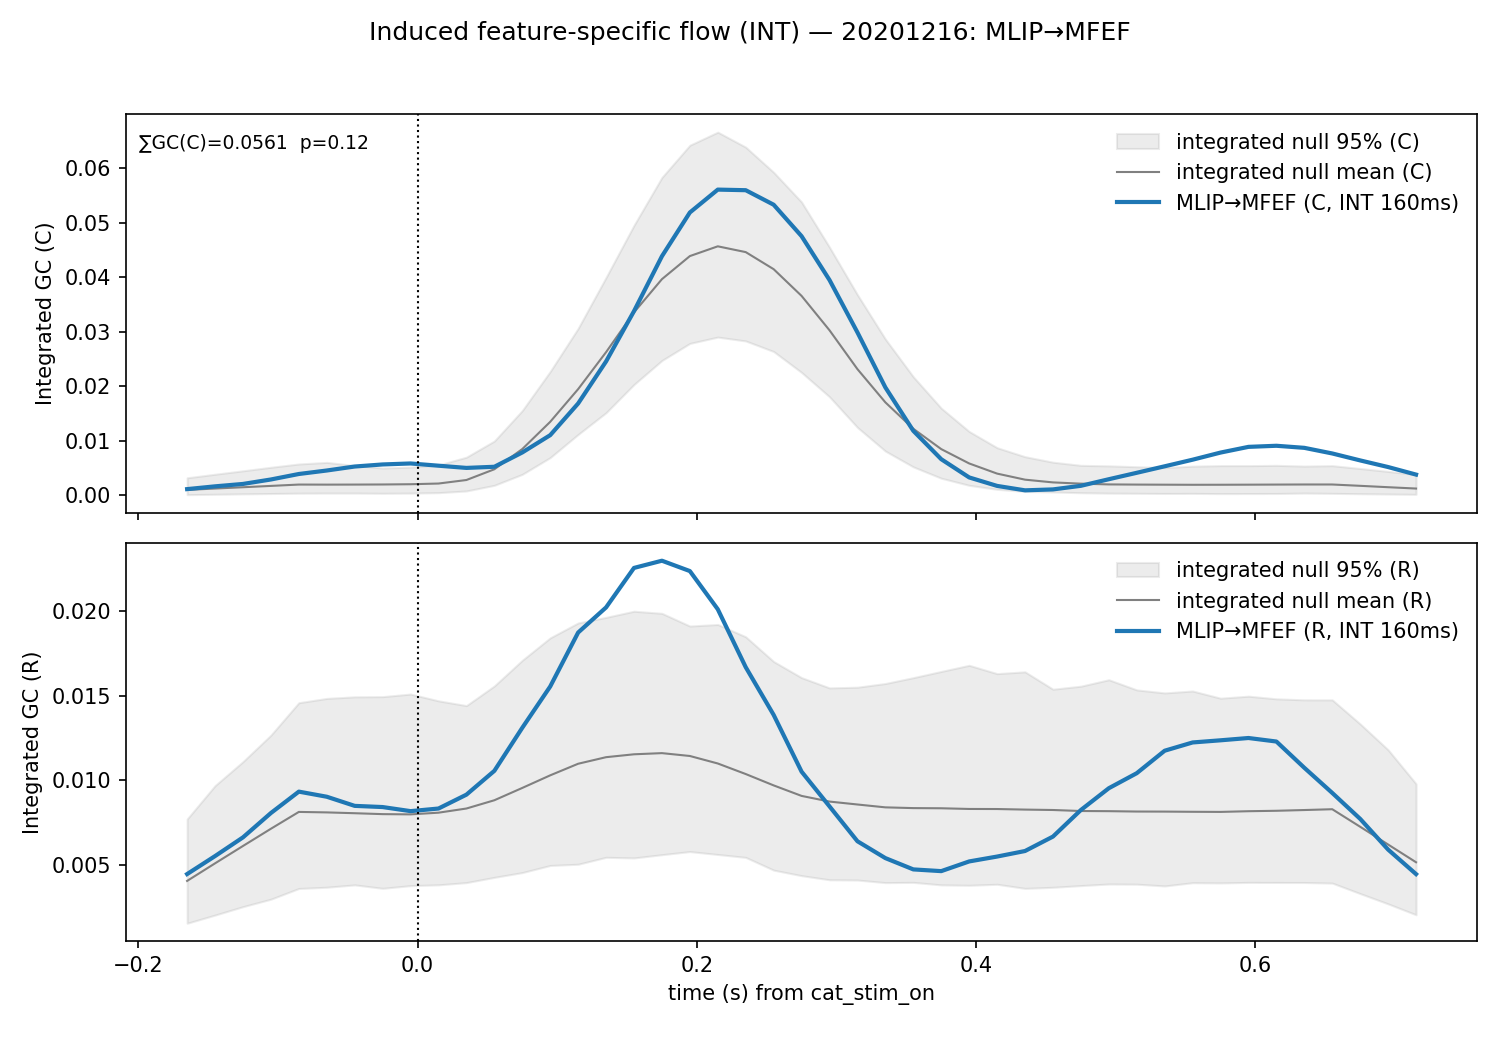 Induced feature-specific flow (INT) — 20201216: MLIP→MFEF
∑GC(C)=0.0561  p=0.12
integrated null 95% (C)
integrated null mean (C)
MLIP→MFEF (C, INT 160ms)
Integrated GC (C)
0.06
0.05
0.04
0.03
0.02
0.01
0.00
integrated null 95% (R)
integrated null mean (R)
MLIP→MFEF (R, INT 160ms)
Integrated GC (R)
0.020
0.015
0.010
0.005
−0.2 0.0 0.2 0.4 0.6
time (s) from cat_stim_on